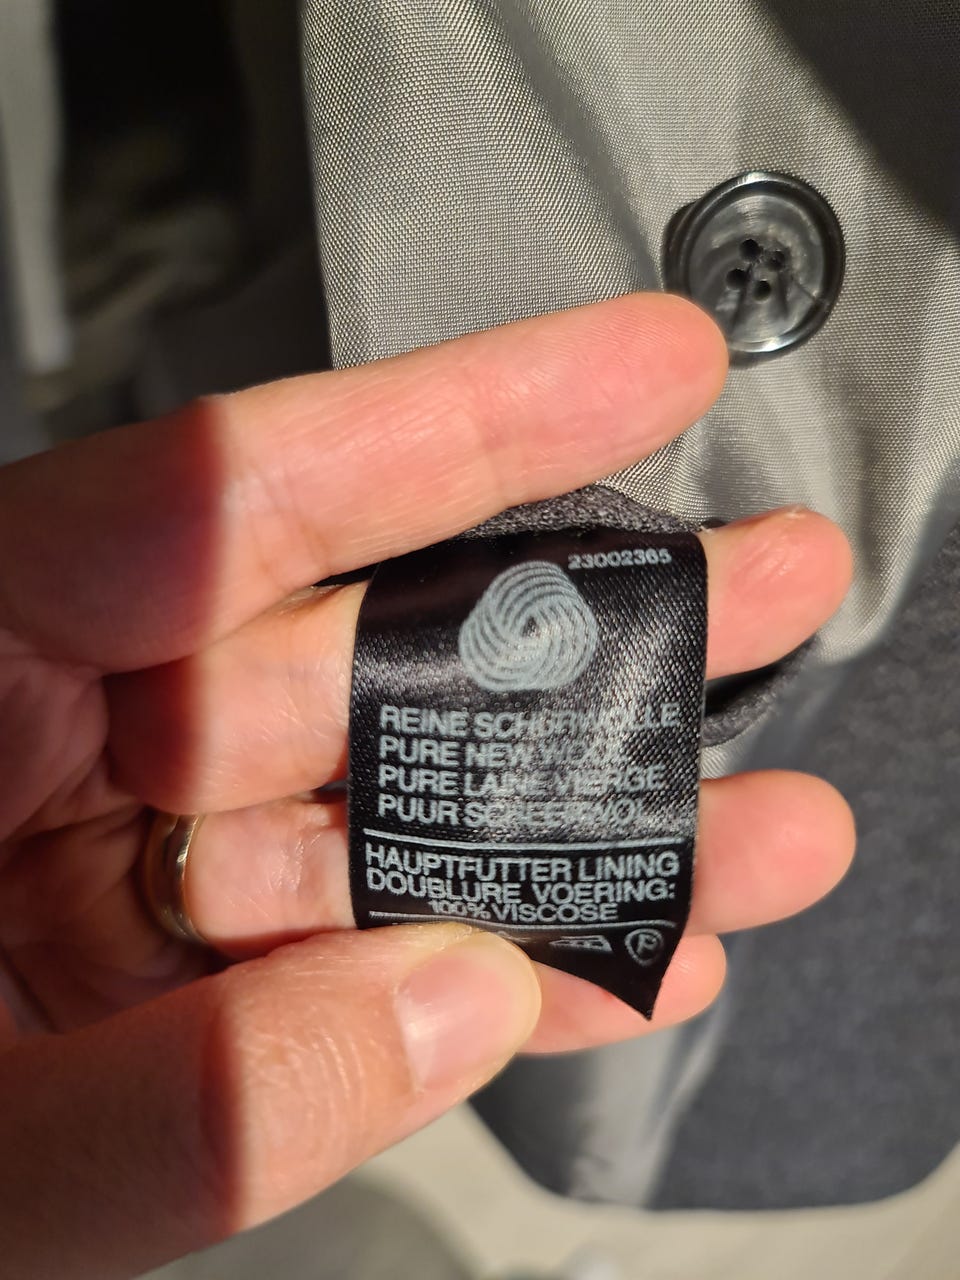 23002365
REINE SCHURWOLLE
PURE NEW WOOL
PURE LAINE VIERGE
PUUR SCHEERWOL
HAUPTFUTTER LINING
DOUBLURE VOERING:
100% VISCOSE
P